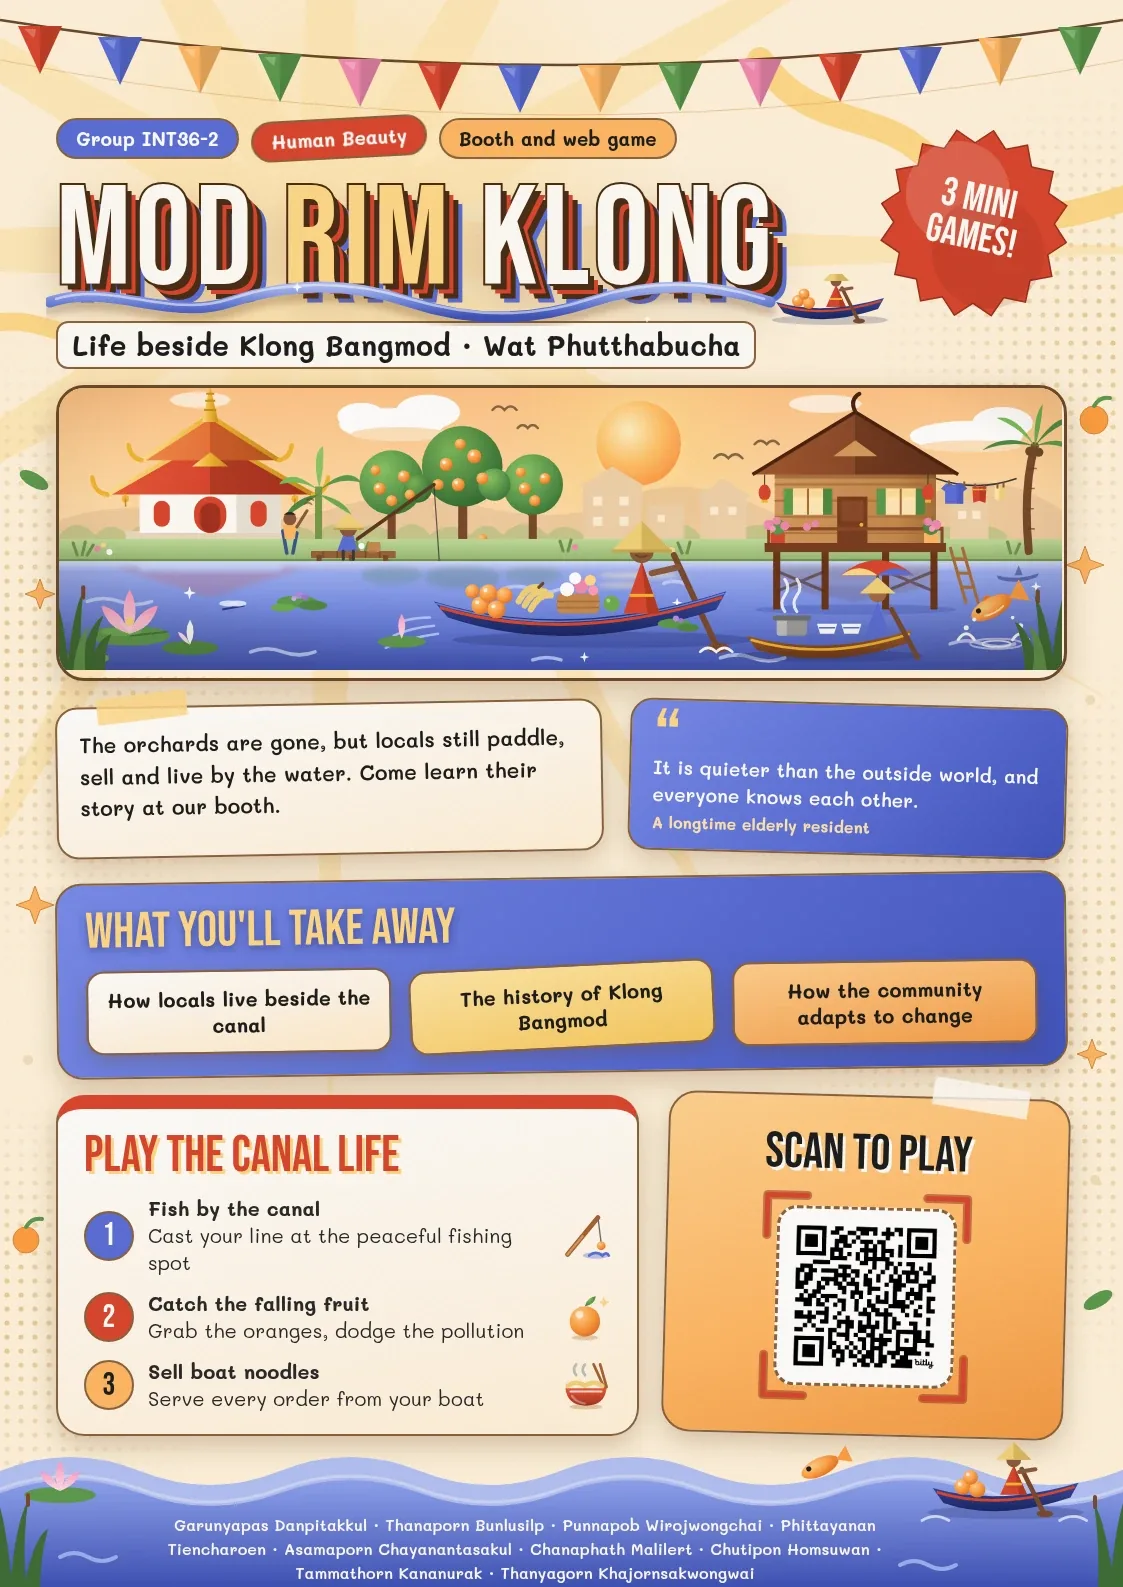 Group INT36-2
Human Beauty
Booth and web game
MOD RIM KLONG
3 MINI
GAMES!
Life beside Klong Bangmod · Wat Phutthabucha
The orchards are gone, but locals still paddle,
sell and live by the water. Come learn their
story at our booth.
“
It is quieter than the outside world, and
everyone knows each other.
A longtime elderly resident
WHAT YOU'LL TAKE AWAY
How locals live beside the
canal
The history of Klong
Bangmod
How the community
adapts to change
PLAY THE CANAL LIFE
1
Fish by the canal
Cast your line at the peaceful fishing
spot
2
Catch the falling fruit
Grab the oranges, dodge the pollution
3
Sell boat noodles
Serve every order from your boat
SCAN TO PLAY
bitly
Garunyapas Danpitakkul · Thanaporn Bunlusilp · Punnapob Wirojwongchai · Phittayanan
Tiencharoen · Asamaporn Chayanantasakul · Chanaphath Malilert · Chutipon Homsuwan ·
Tammathorn Kananurak · Thanyagorn Khajornsakwongwai